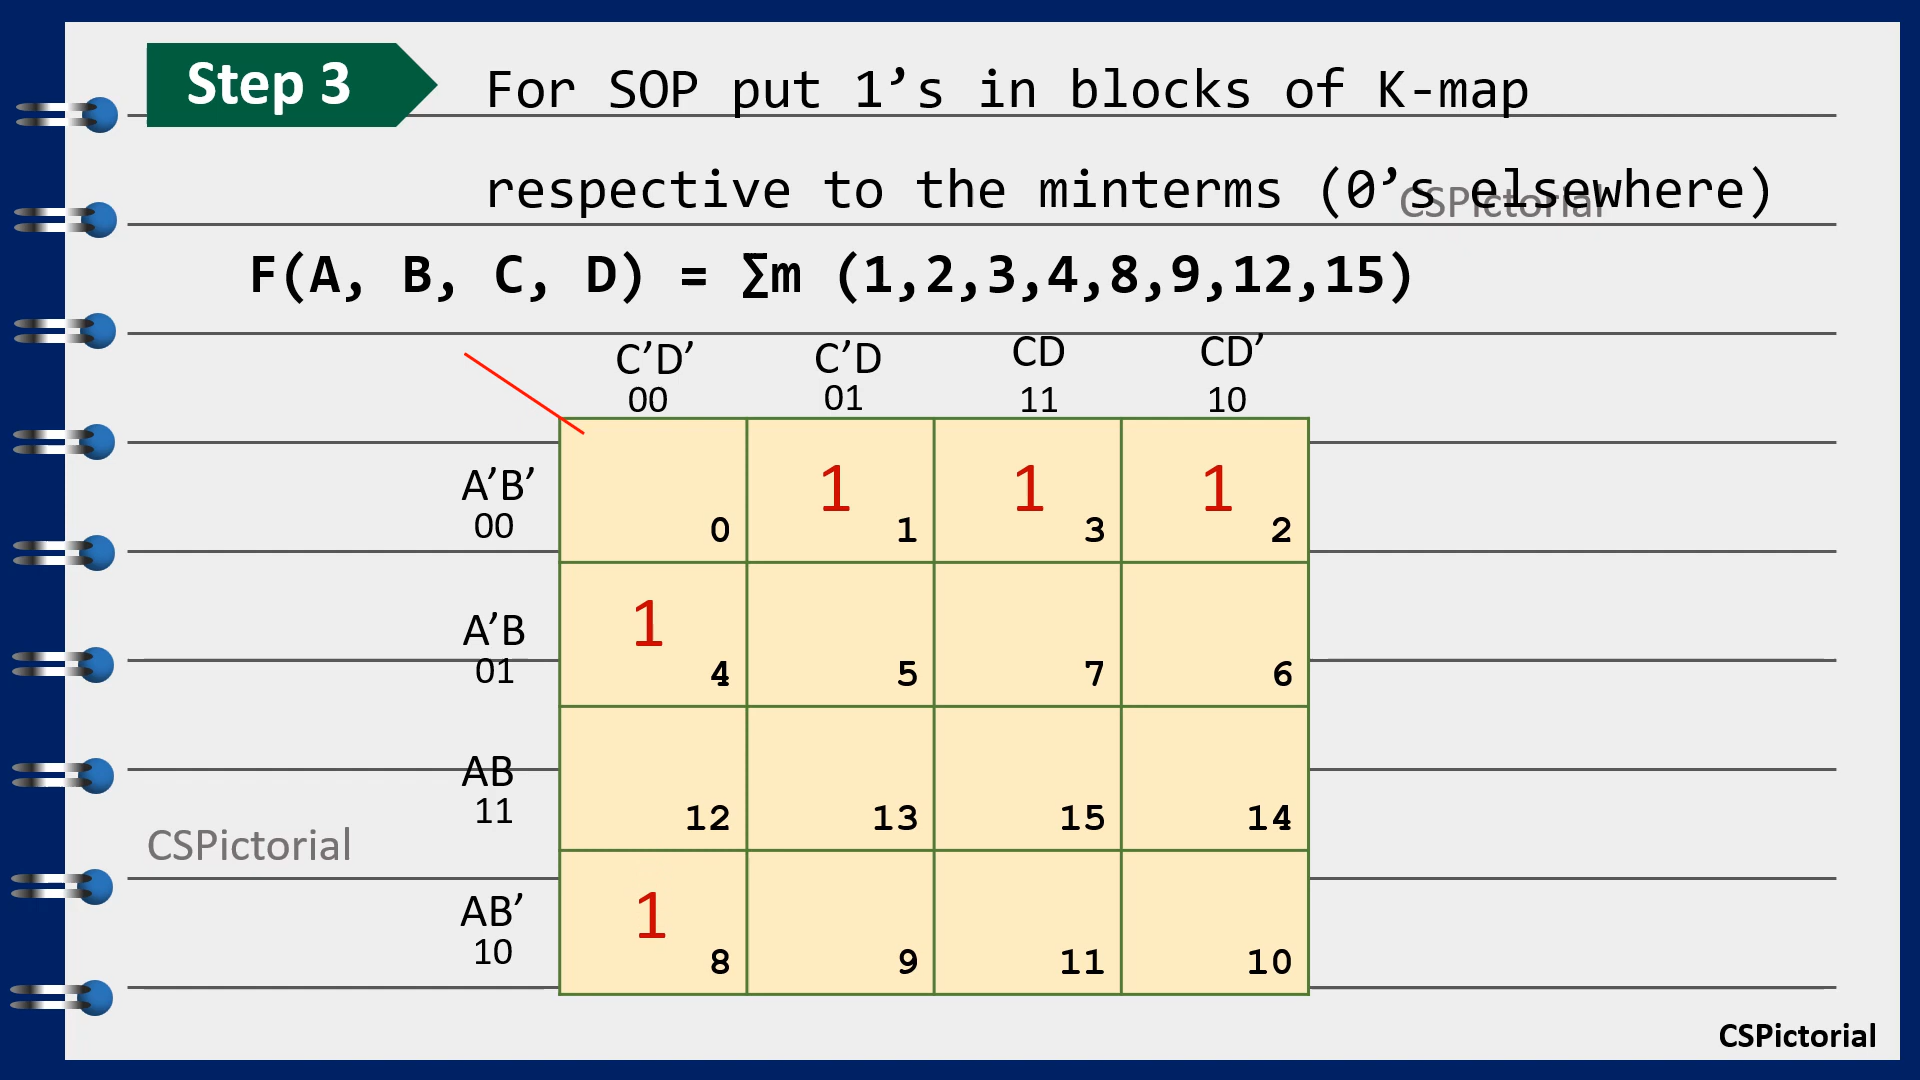 Step 3
For SOP put 1’s in blocks of K-map
respective to the minterms (0’s elsewhere)
CSPictorial
F(A, B, C, D) = ∑m (1,2,3,4,8,9,12,15)
C’D’ C’D CD CD’
00 01 11 10
A’B’
00
1 1 1
0 1 3 2
A’B
01
1
4 5 7 6
AB
11
12 13 15 14
CSPictorial
AB’
10
1
8 9 11 10
CSPictorial